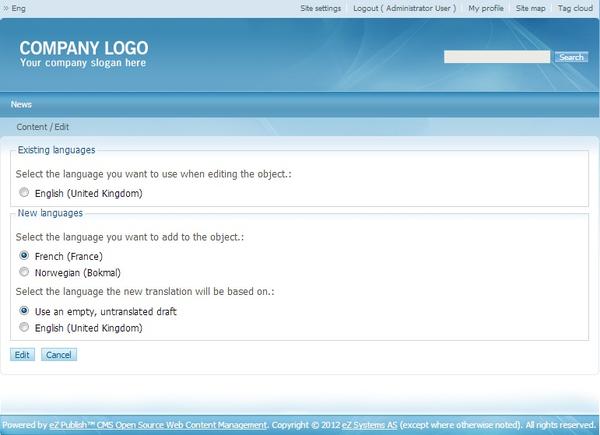 » Eng Site settings Logout ( Administrator User ) My profile Site map Tag cloud
COMPANY LOGO
Your company slogan here
Search
News
Content / Edit
Existing languages
Select the language you want to use when editing the object.:
English (United Kingdom)
New languages
Select the language you want to add to the object.:
French (France)
Norwegian (Bokmal)
Select the language the new translation will be based on.:
Use an empty, untranslated draft
English (United Kingdom)
Edit Cancel
Powered by eZ Publish™ CMS Open Source Web Content Management. Copyright © 2012 eZ Systems AS (except where otherwise noted). All rights reserved.